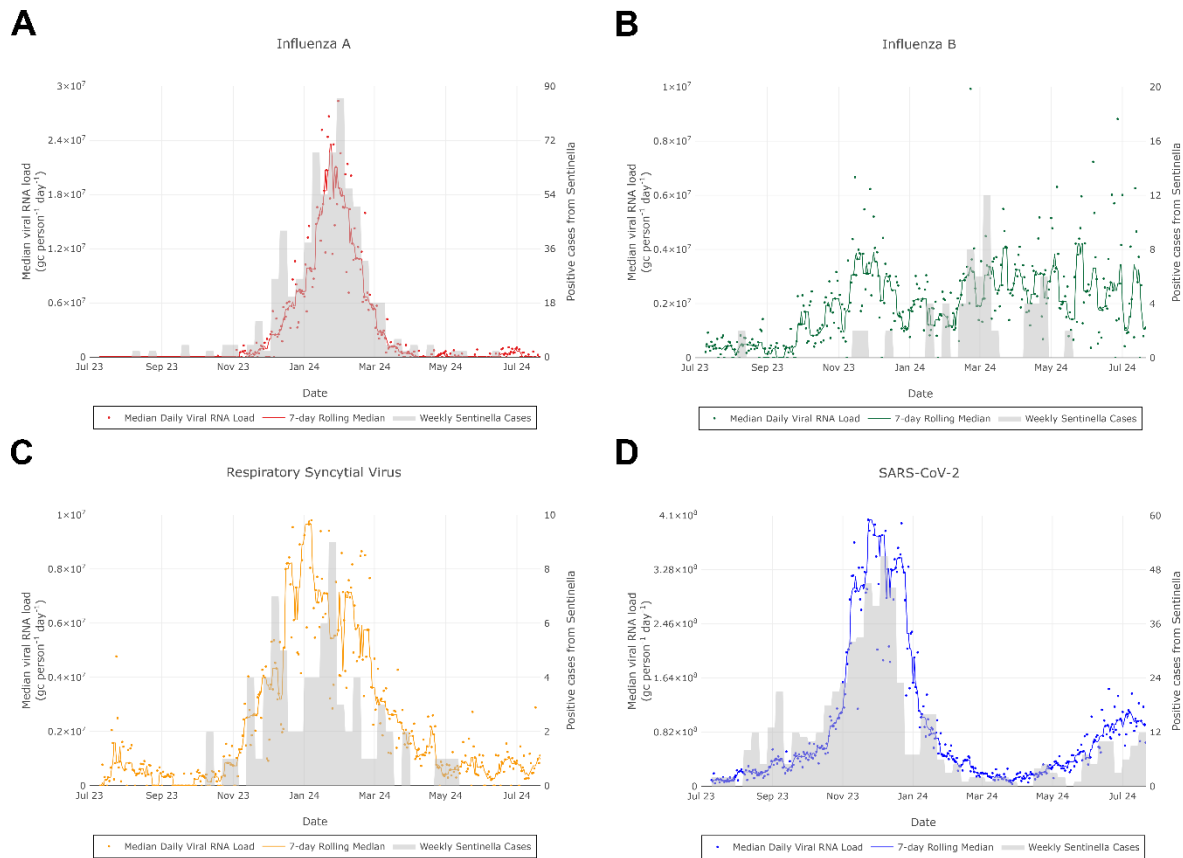 A
Influenza A
Median viral RNA load
(gc person⁻¹ day⁻¹)
3×10⁷
2.4×10⁷
1.8×10⁷
1.2×10⁷
0.6×10⁷
0
90
72
54
36
18
0
Positive cases from Sentinella
Jul 23 Sep 23 Nov 23 Jan 24 Mar 24 May 24 Jul 24
Date
Median Daily Viral RNA Load 7-day Rolling Median Weekly Sentinella Cases
B
Influenza B
Median viral RNA load
(gc person⁻¹ day⁻¹)
1×10⁷
0.8×10⁷
0.6×10⁷
0.4×10⁷
0.2×10⁷
0
20
16
12
8
4
0
Positive cases from Sentinella
Jul 23 Sep 23 Nov 23 Jan 24 Mar 24 May 24 Jul 24
Date
Median Daily Viral RNA Load 7-day Rolling Median Weekly Sentinella Cases
C
Respiratory Syncytial Virus
Median viral RNA load
(gc person⁻¹ day⁻¹)
1×10⁷
0.8×10⁷
0.6×10⁷
0.4×10⁷
0.2×10⁷
0
10
8
6
4
2
0
Positive cases from Sentinella
Jul 23 Sep 23 Nov 23 Jan 24 Mar 24 May 24 Jul 24
Date
Median Daily Viral RNA Load 7-day Rolling Median Weekly Sentinella Cases
D
SARS-CoV-2
Median viral RNA load
(gc person ¹ day ¹)
4.1×10⁰
3.28×10⁰
2.46×10⁰
1.64×10⁰
0.82×10⁰
0
60
48
36
24
12
0
Positive cases from Sentinella
Jul 23 Sep 23 Nov 23 Jan 24 Mar 24 May 24 Jul 24
Date
Median Daily Viral RNA Load 7-day Rolling Median Weekly Sentinella Cases